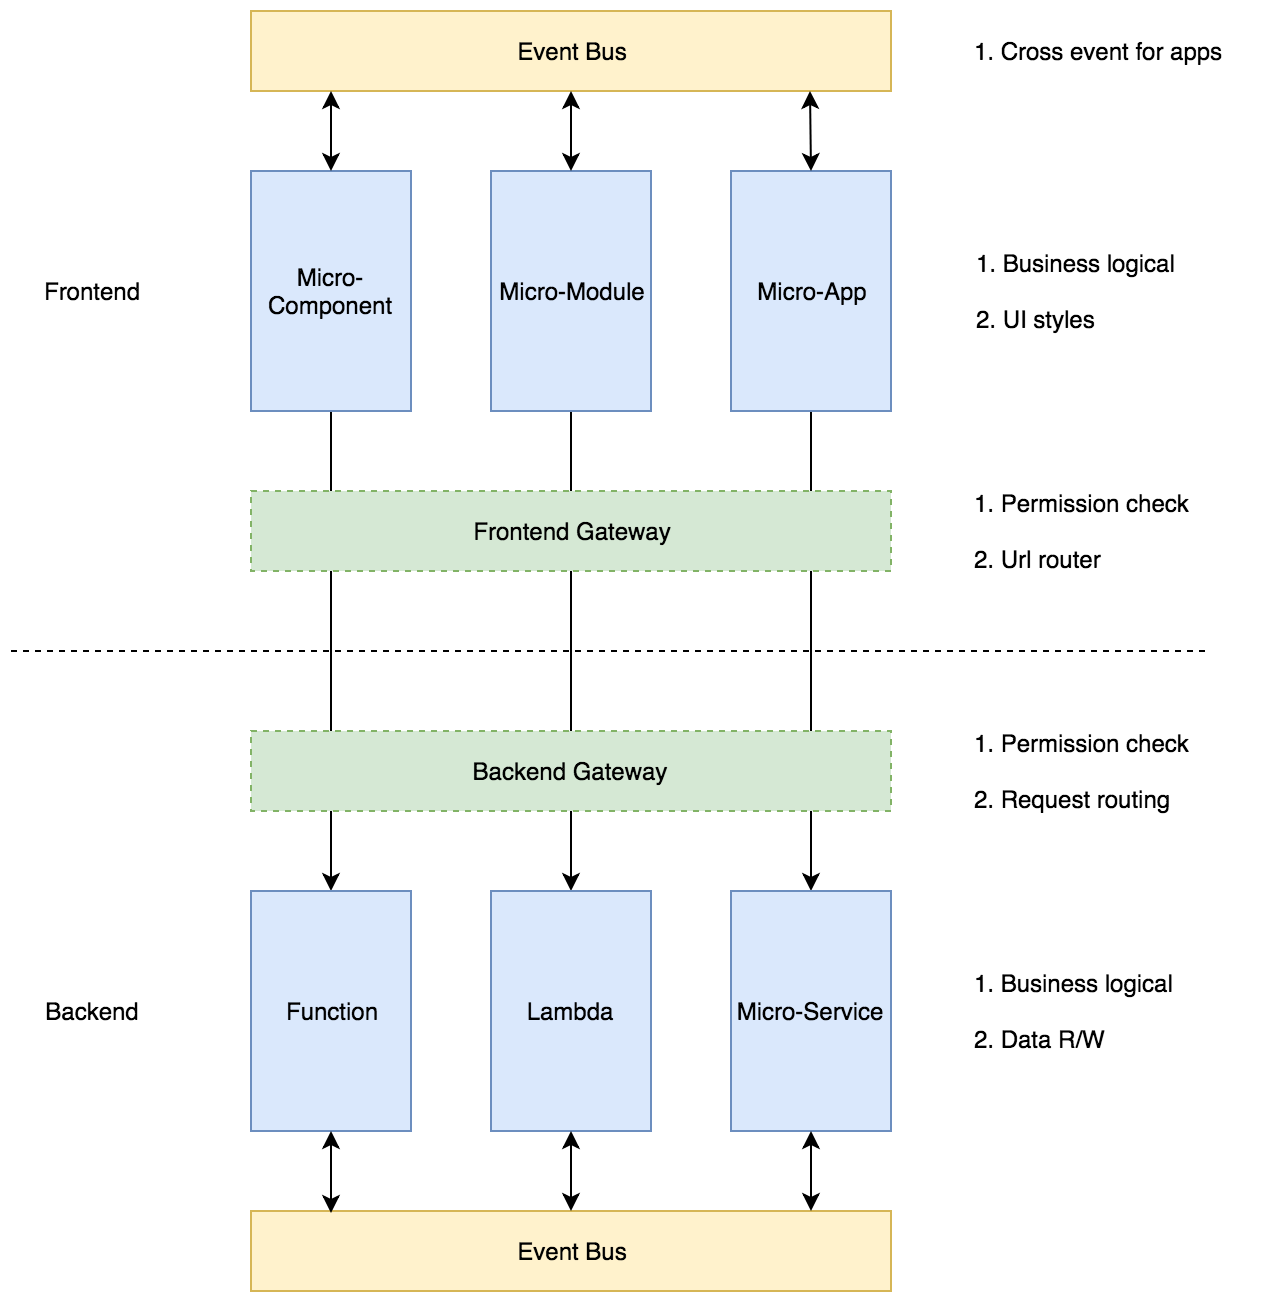 Event Bus
1. Cross event for apps
Frontend
Micro-
Component
Micro-Module
Micro-App
1. Business logical
2. UI styles
Frontend Gateway
1. Permission check
2. Url router
Backend Gateway
1. Permission check
2. Request routing
Backend
Function
Lambda
Micro-Service
1. Business logical
2. Data R/W
Event Bus